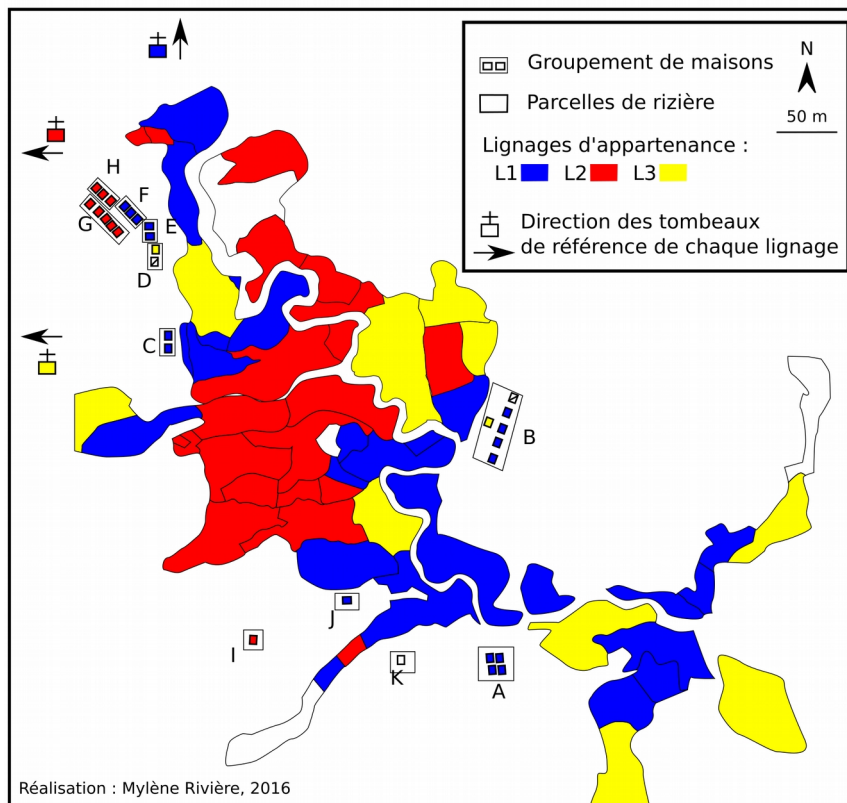 Groupement de maisons
Parcelles de rizière
N
50 m
Lignages d'appartenance :
L1 L2 L3
Direction des tombeaux
de référence de chaque lignage
H
F
G
E
D
C
B
J
I
K
A
Réalisation : Mylène Rivière, 2016